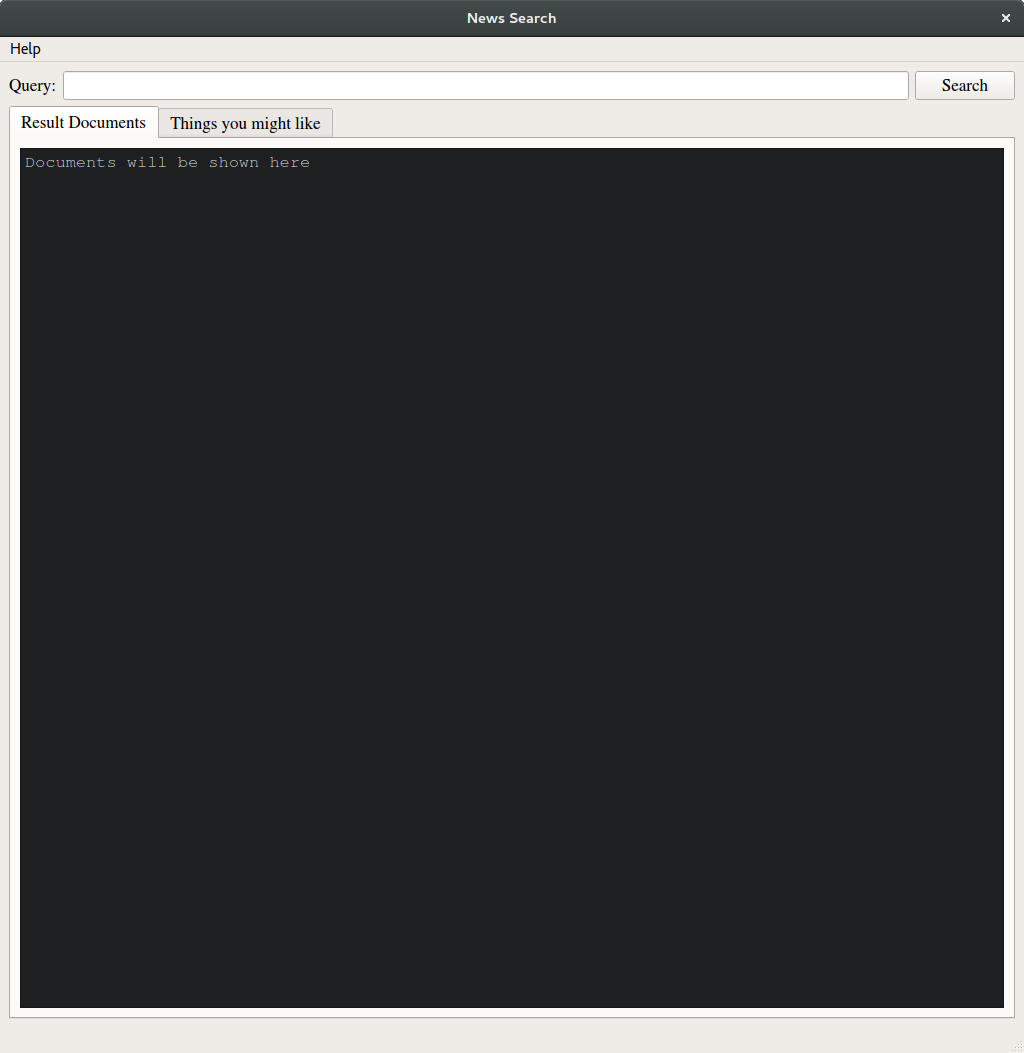 News Search
Help
Query:
Search
Result Documents
Things you might like
Documents will be shown here